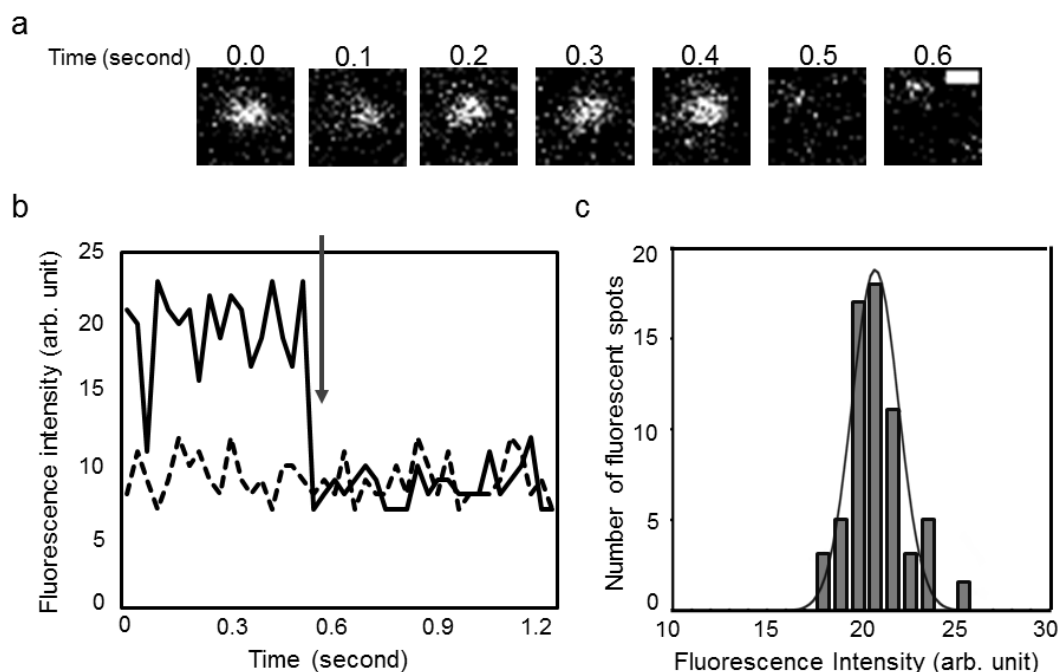 a
Time (second) 0.0 0.1 0.2 0.3 0.4 0.5 0.6
b
25
20
15
10
5
0
Fluorescence intensity (arb. unit)
0 0.3 0.6 0.9 1.2
Time (second)
c
20
15
10
5
0
Number of fluorescent spots
10 15 20 25 30
Fluorescence Intensity (arb. unit)